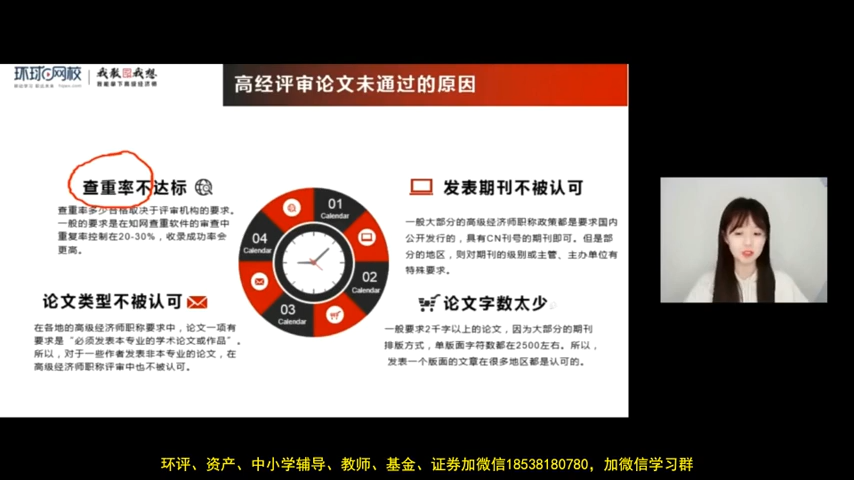 环球网校
我教你我想
高经评审论文未通过的原因
查重率不达标
查重率多少合格取决于评审机构的要求。
一般的要求是在知网查重软件的审查中
重复率控制在20-30%，收录成功率会
更高。
论文类型不被认可
在各地的高级经济师职称要求中，论文一项有
要求是“必须发表本专业的学术论文或作品”。
所以，对于一些作者发表非本专业的论文，在
高级经济师职称评审中也不被认可。
01
Calendar
02
Calendar
03
Calendar
04
Calendar
发表期刊不被认可
一般大部分的高级经济师职称政策都是要求国内
公开发行的，具有CN刊号的期刊即可。但是部
分的地区，则对期刊的级别或主管、主办单位有
特殊要求。
论文字数太少
一般要求2千字以上的论文，因为大部分的期刊
排版方式，单版面字符数都在2500左右。所以，
发表一个版面的文章在很多地区都是认可的。
环评、资产、中小学辅导、教师、基金、证券加微信18538180780，加微信学习群